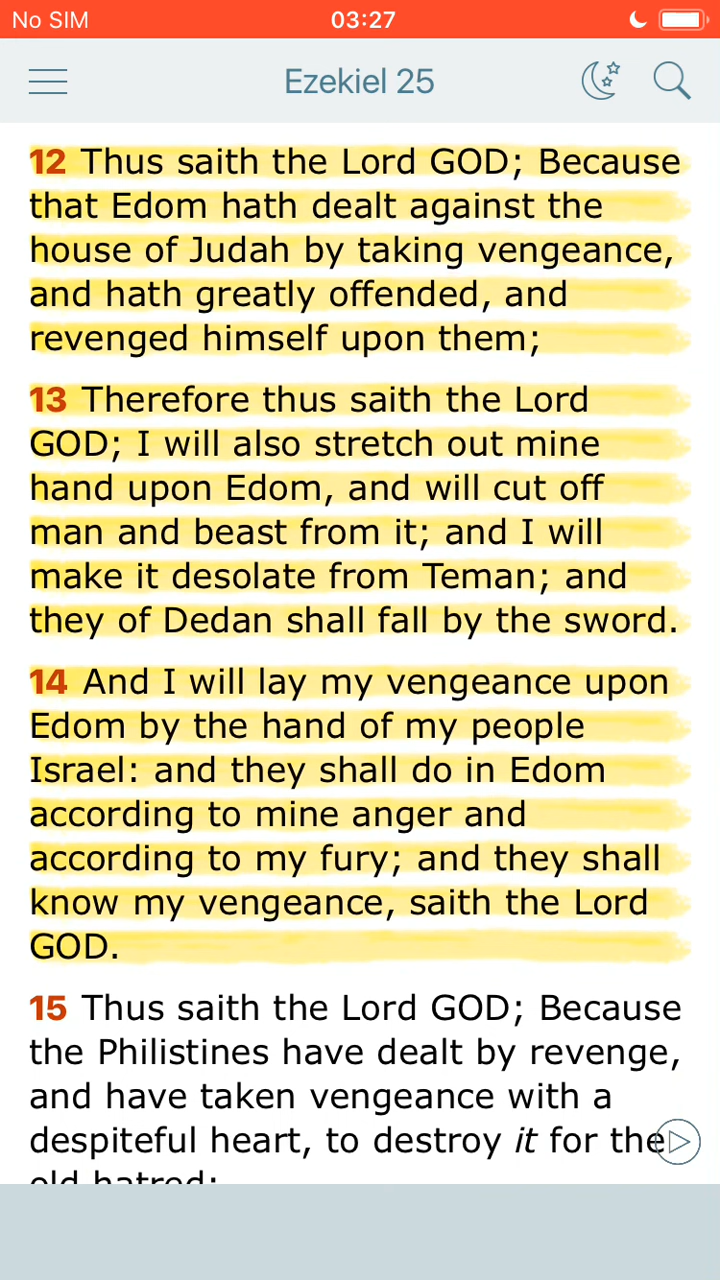 No SIM 03:27
Ezekiel 25
12 Thus saith the Lord GOD; Because
that Edom hath dealt against the
house of Judah by taking vengeance,
and hath greatly offended, and
revenged himself upon them;
13 Therefore thus saith the Lord
GOD; I will also stretch out mine
hand upon Edom, and will cut off
man and beast from it; and I will
make it desolate from Teman; and
they of Dedan shall fall by the sword.
14 And I will lay my vengeance upon
Edom by the hand of my people
Israel: and they shall do in Edom
according to mine anger and
according to my fury; and they shall
know my vengeance, saith the Lord
GOD.
15 Thus saith the Lord GOD; Because
the Philistines have dealt by revenge,
and have taken vengeance with a
despiteful heart, to destroy it for the
old hatred;